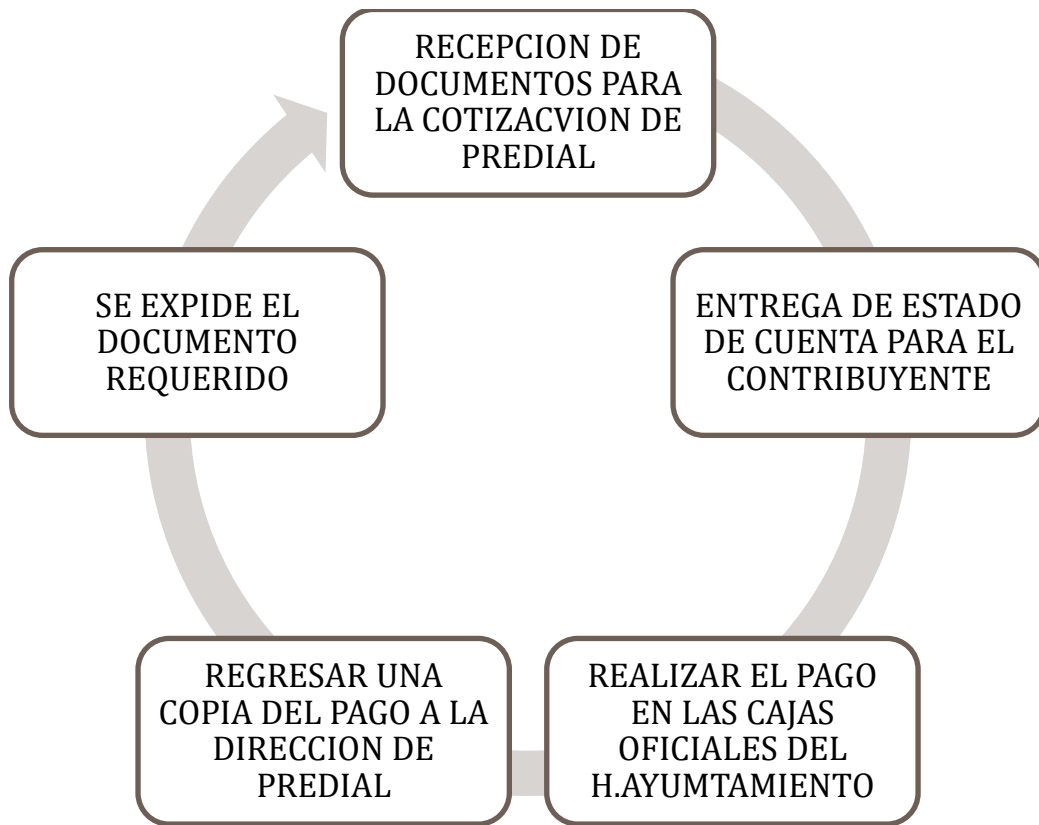 RECEPCION DE
DOCUMENTOS PARA
LA COTIZACVION DE
PREDIAL
ENTREGA DE ESTADO
DE CUENTA PARA EL
CONTRIBUYENTE
REALIZAR EL PAGO
EN LAS CAJAS
OFICIALES DEL
H.AYUMTAMIENTO
REGRESAR UNA
COPIA DEL PAGO A LA
DIRECCION DE
PREDIAL
SE EXPIDE EL
DOCUMENTO
REQUERIDO